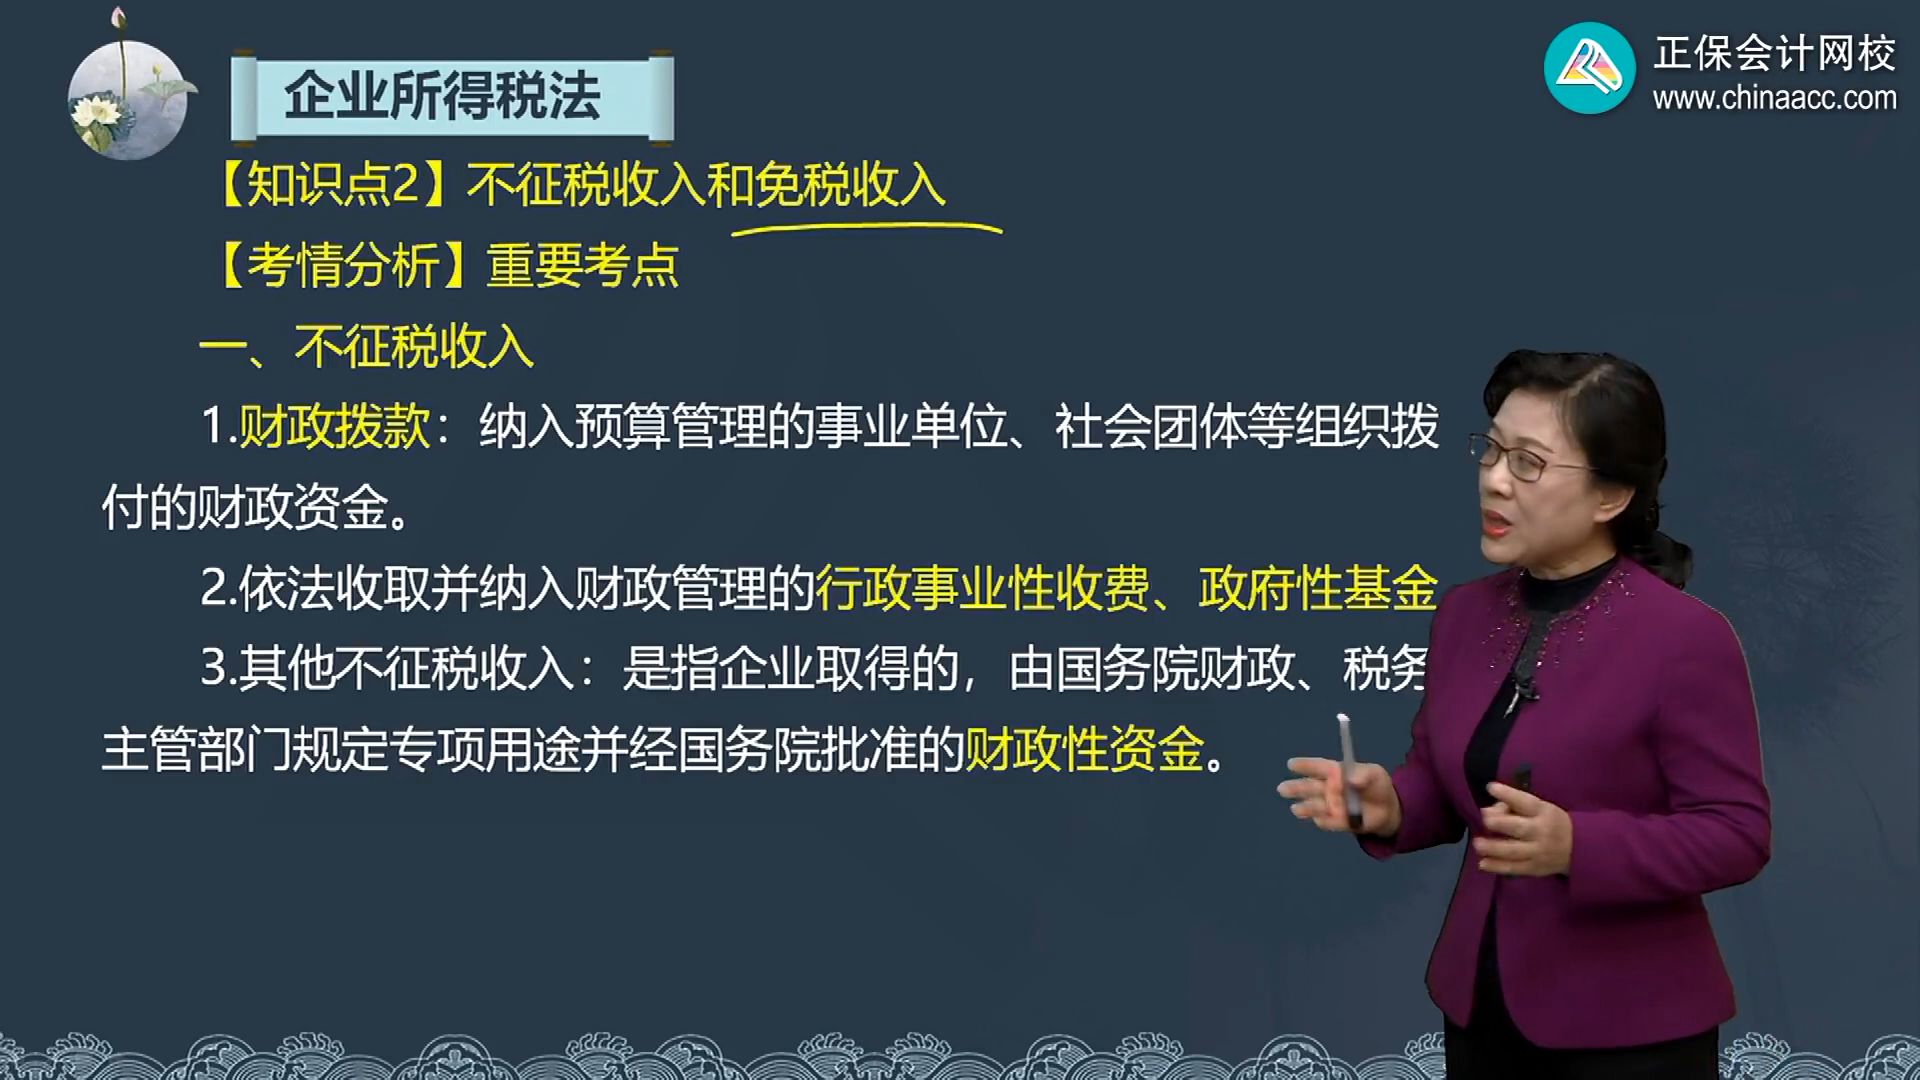 企业所得税法
正保会计网校
www.chinaacc.com
【知识点2】不征税收入和免税收入
【考情分析】重要考点
一、不征税收入
1.财政拨款：纳入预算管理的事业单位、社会团体等组织拨
付的财政资金。
2.依法收取并纳入财政管理的行政事业性收费、政府性基金
3.其他不征税收入：是指企业取得的，由国务院财政、税务
主管部门规定专项用途并经国务院批准的财政性资金。